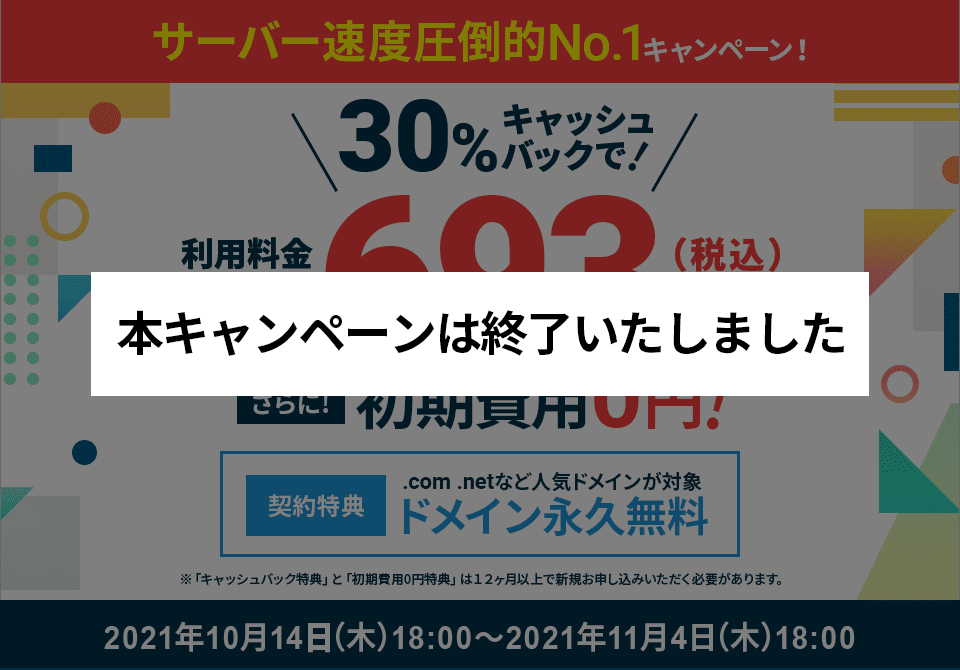 サーバー速度圧倒的No.1キャンペーン！
30%キャッシュバックで！
利用料金 693（税込）
本キャンペーンは終了いたしました
さらに！ 初期費用0円！
.com .netなど人気ドメインが対象
契約特典 ドメイン永久無料
※「キャッシュバック特典」と「初期費用0円特典」は１２ヶ月以上で新規お申し込みいただく必要があります。
2021年10月14日（木）18:00～2021年11月4日（木）18:00